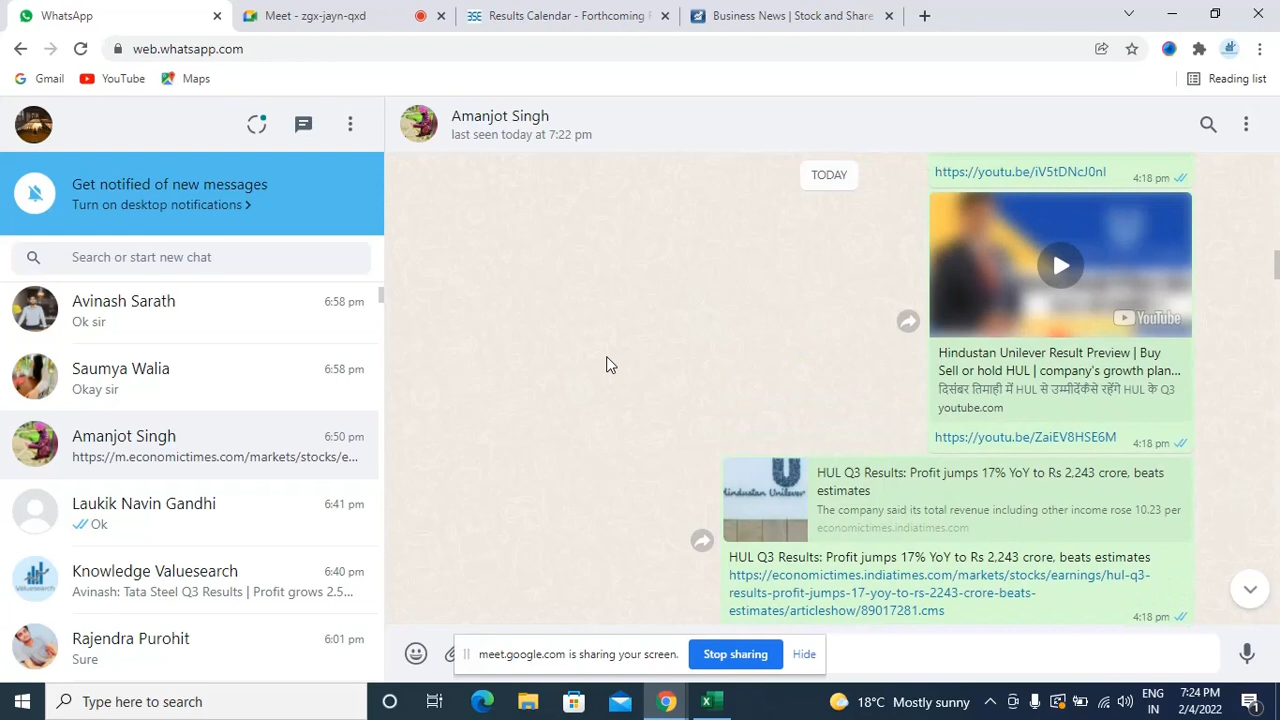 WhatsApp
Meet - zgx-jayn-qxd
Results Calendar - Forthcoming
Business News | Stock and Share
web.whatsapp.com
Gmail
YouTube
Maps
Reading list
Amanjot Singh
last seen today at 7:22 pm
Get notified of new messages
Turn on desktop notifications >
Search or start new chat
Avinash Sarath
6:58 pm
Ok sir
Saumya Walia
6:58 pm
Okay sir
Amanjot Singh
6:50 pm
https://m.economictimes.com/markets/stocks/e...
Laukik Navin Gandhi
6:41 pm
Ok
Knowledge Valuesearch
6:40 pm
Avinash: Tata Steel Q3 Results | Profit grows 2.5...
Rajendra Purohit
6:01 pm
Sure
TODAY
https://youtu.be/iV5tDNcJ0nI
4:18 pm
YouTube
Hindustan Unilever Result Preview | Buy
Sell or hold HUL | company's growth plan...
दिसंबर तिमाही में HUL से उम्मीदेंकैसे रहेंगे HUL के Q3
youtube.com
https://youtu.be/ZaiEV8HSE6M
4:18 pm
Hindustan Unilever
HUL Q3 Results: Profit jumps 17% YoY to Rs 2,243 crore, beats
estimates
The company said its total revenue including other income rose 10.23 per
economictimes.indiatimes.com
HUL Q3 Results: Profit jumps 17% YoY to Rs 2,243 crore, beats estimates
https://economictimes.indiatimes.com/markets/stocks/earnings/hul-q3-
results-profit-jumps-17-yoy-to-rs-2243-crore-beats-
estimates/articleshow/89017281.cms
4:18 pm
meet.google.com is sharing your screen.
Stop sharing
Hide
Type here to search
18°C Mostly sunny
ENG
IN
7:24 PM
2/4/2022